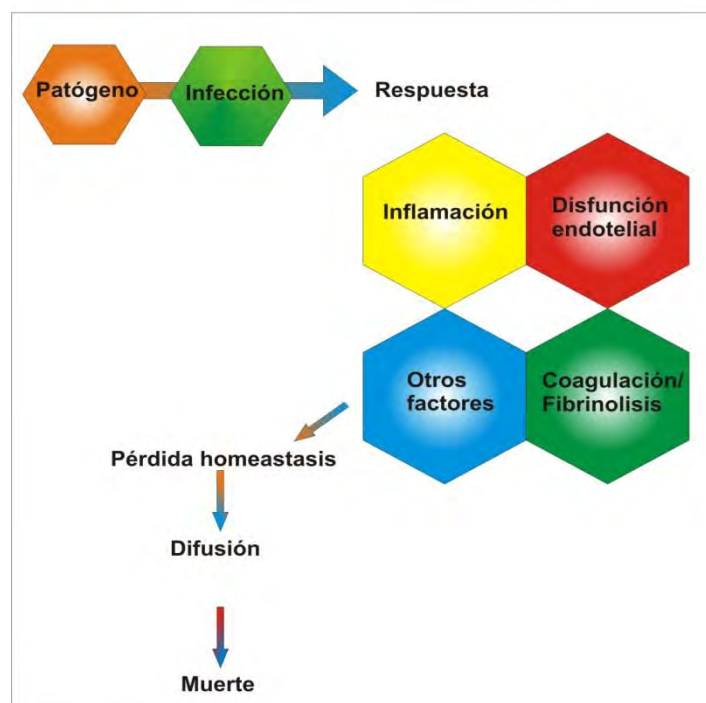 Patógeno
Infección
Respuesta
Inflamación
Disfunción
endotelial
Otros
factores
Coagulación/
Fibrinolisis
Pérdida homeastasis
Difusión
Muerte